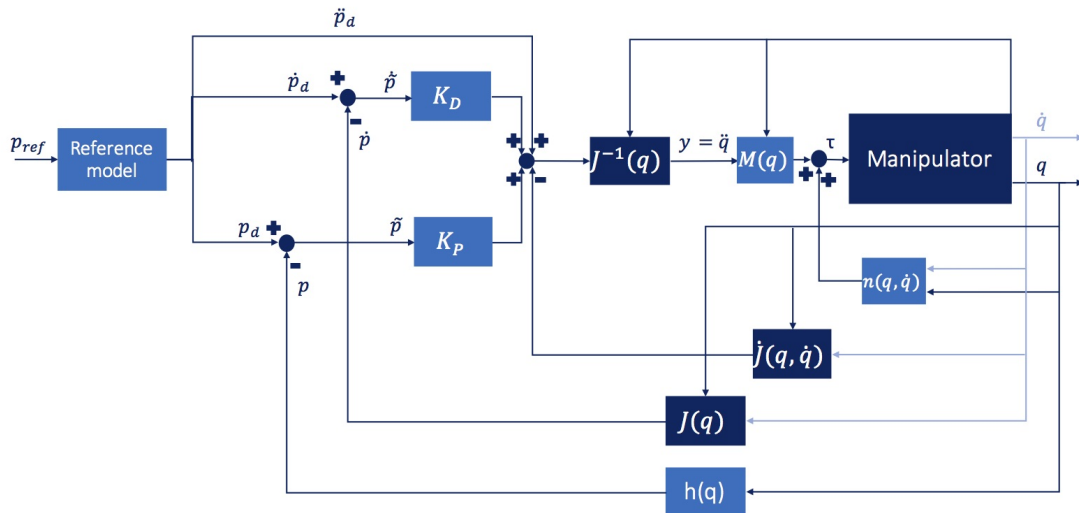 p̈_d
ṗ_d
+
p̃̇
K_D
-
ṗ
p_ref
Reference
model
+
+
J⁻¹(q)
y = q̈
M(q)
τ
Manipulator
q̇
q
+
-
+
+
p_d
+
p̃
K_P
-
p
n(q, q̇)
J̇(q, q̇)
J(q)
h(q)